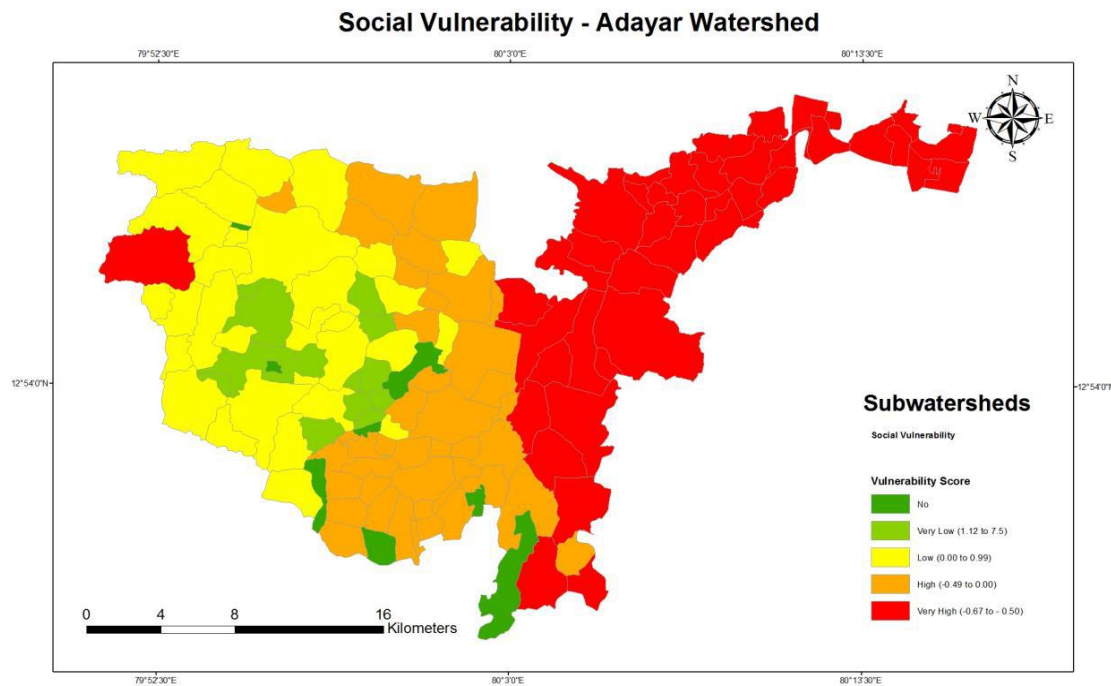 Social Vulnerability - Adayar Watershed
79°52'30"E
80°3'0"E
80°13'30"E
N
W E
S
12°54'0"N
12°54'0"N
Subwatersheds
Social Vulnerability
Vulnerability Score
No
Very Low (1.12 to 7.5)
Low (0.00 to 0.99)
High (-0.49 to 0.00)
Very High (-0.67 to - 0.50)
0 4 8 16
Kilometers
79°52'30"E
80°3'0"E
80°13'30"E